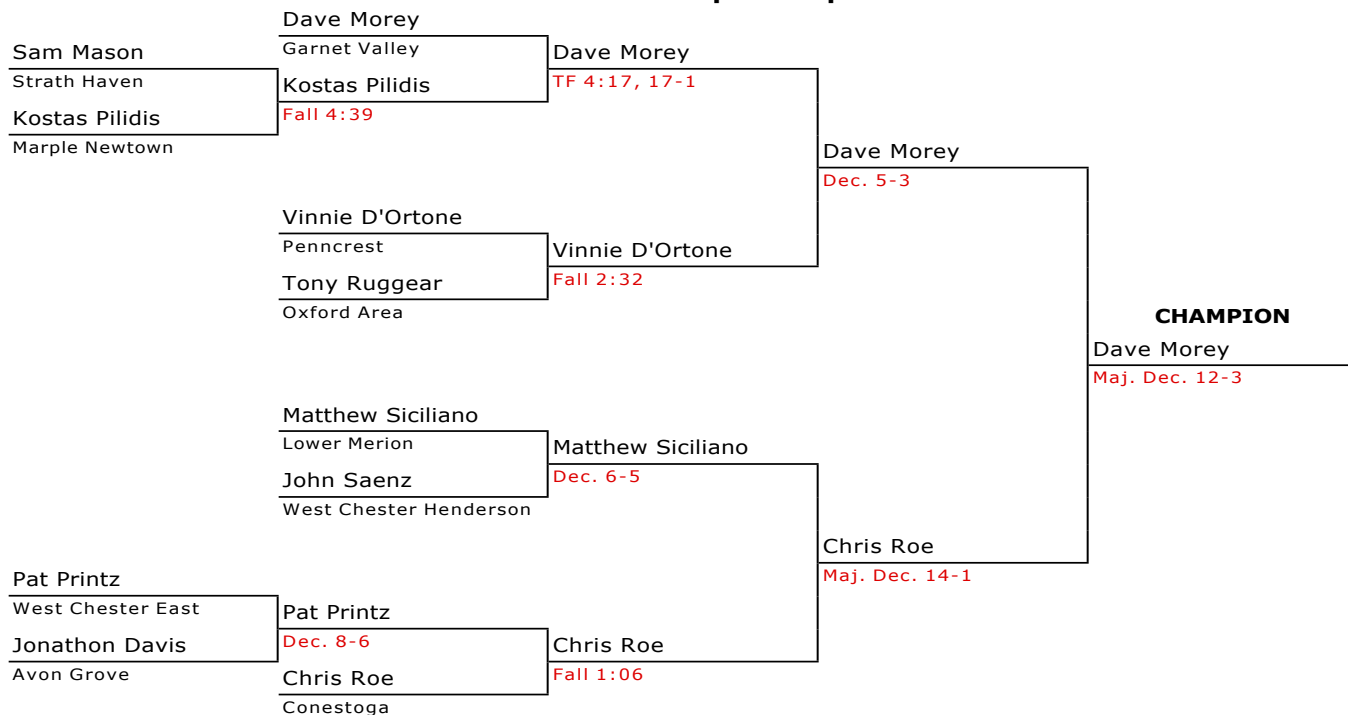 Dave Morey
Garnet Valley
Sam Mason
Strath Haven
Kostas Pilidis
Marple Newtown
Kostas Pilidis
Fall 4:39
Dave Morey
TF 4:17, 17-1
Vinnie D'Ortone
Penncrest
Tony Ruggear
Oxford Area
Vinnie D'Ortone
Fall 2:32
Dave Morey
Dec. 5-3
Matthew Siciliano
Lower Merion
John Saenz
West Chester Henderson
Matthew Siciliano
Dec. 6-5
Pat Printz
West Chester East
Jonathon Davis
Avon Grove
Pat Printz
Dec. 8-6
Chris Roe
Conestoga
Chris Roe
Fall 1:06
Chris Roe
Maj. Dec. 14-1
CHAMPION
Dave Morey
Maj. Dec. 12-3